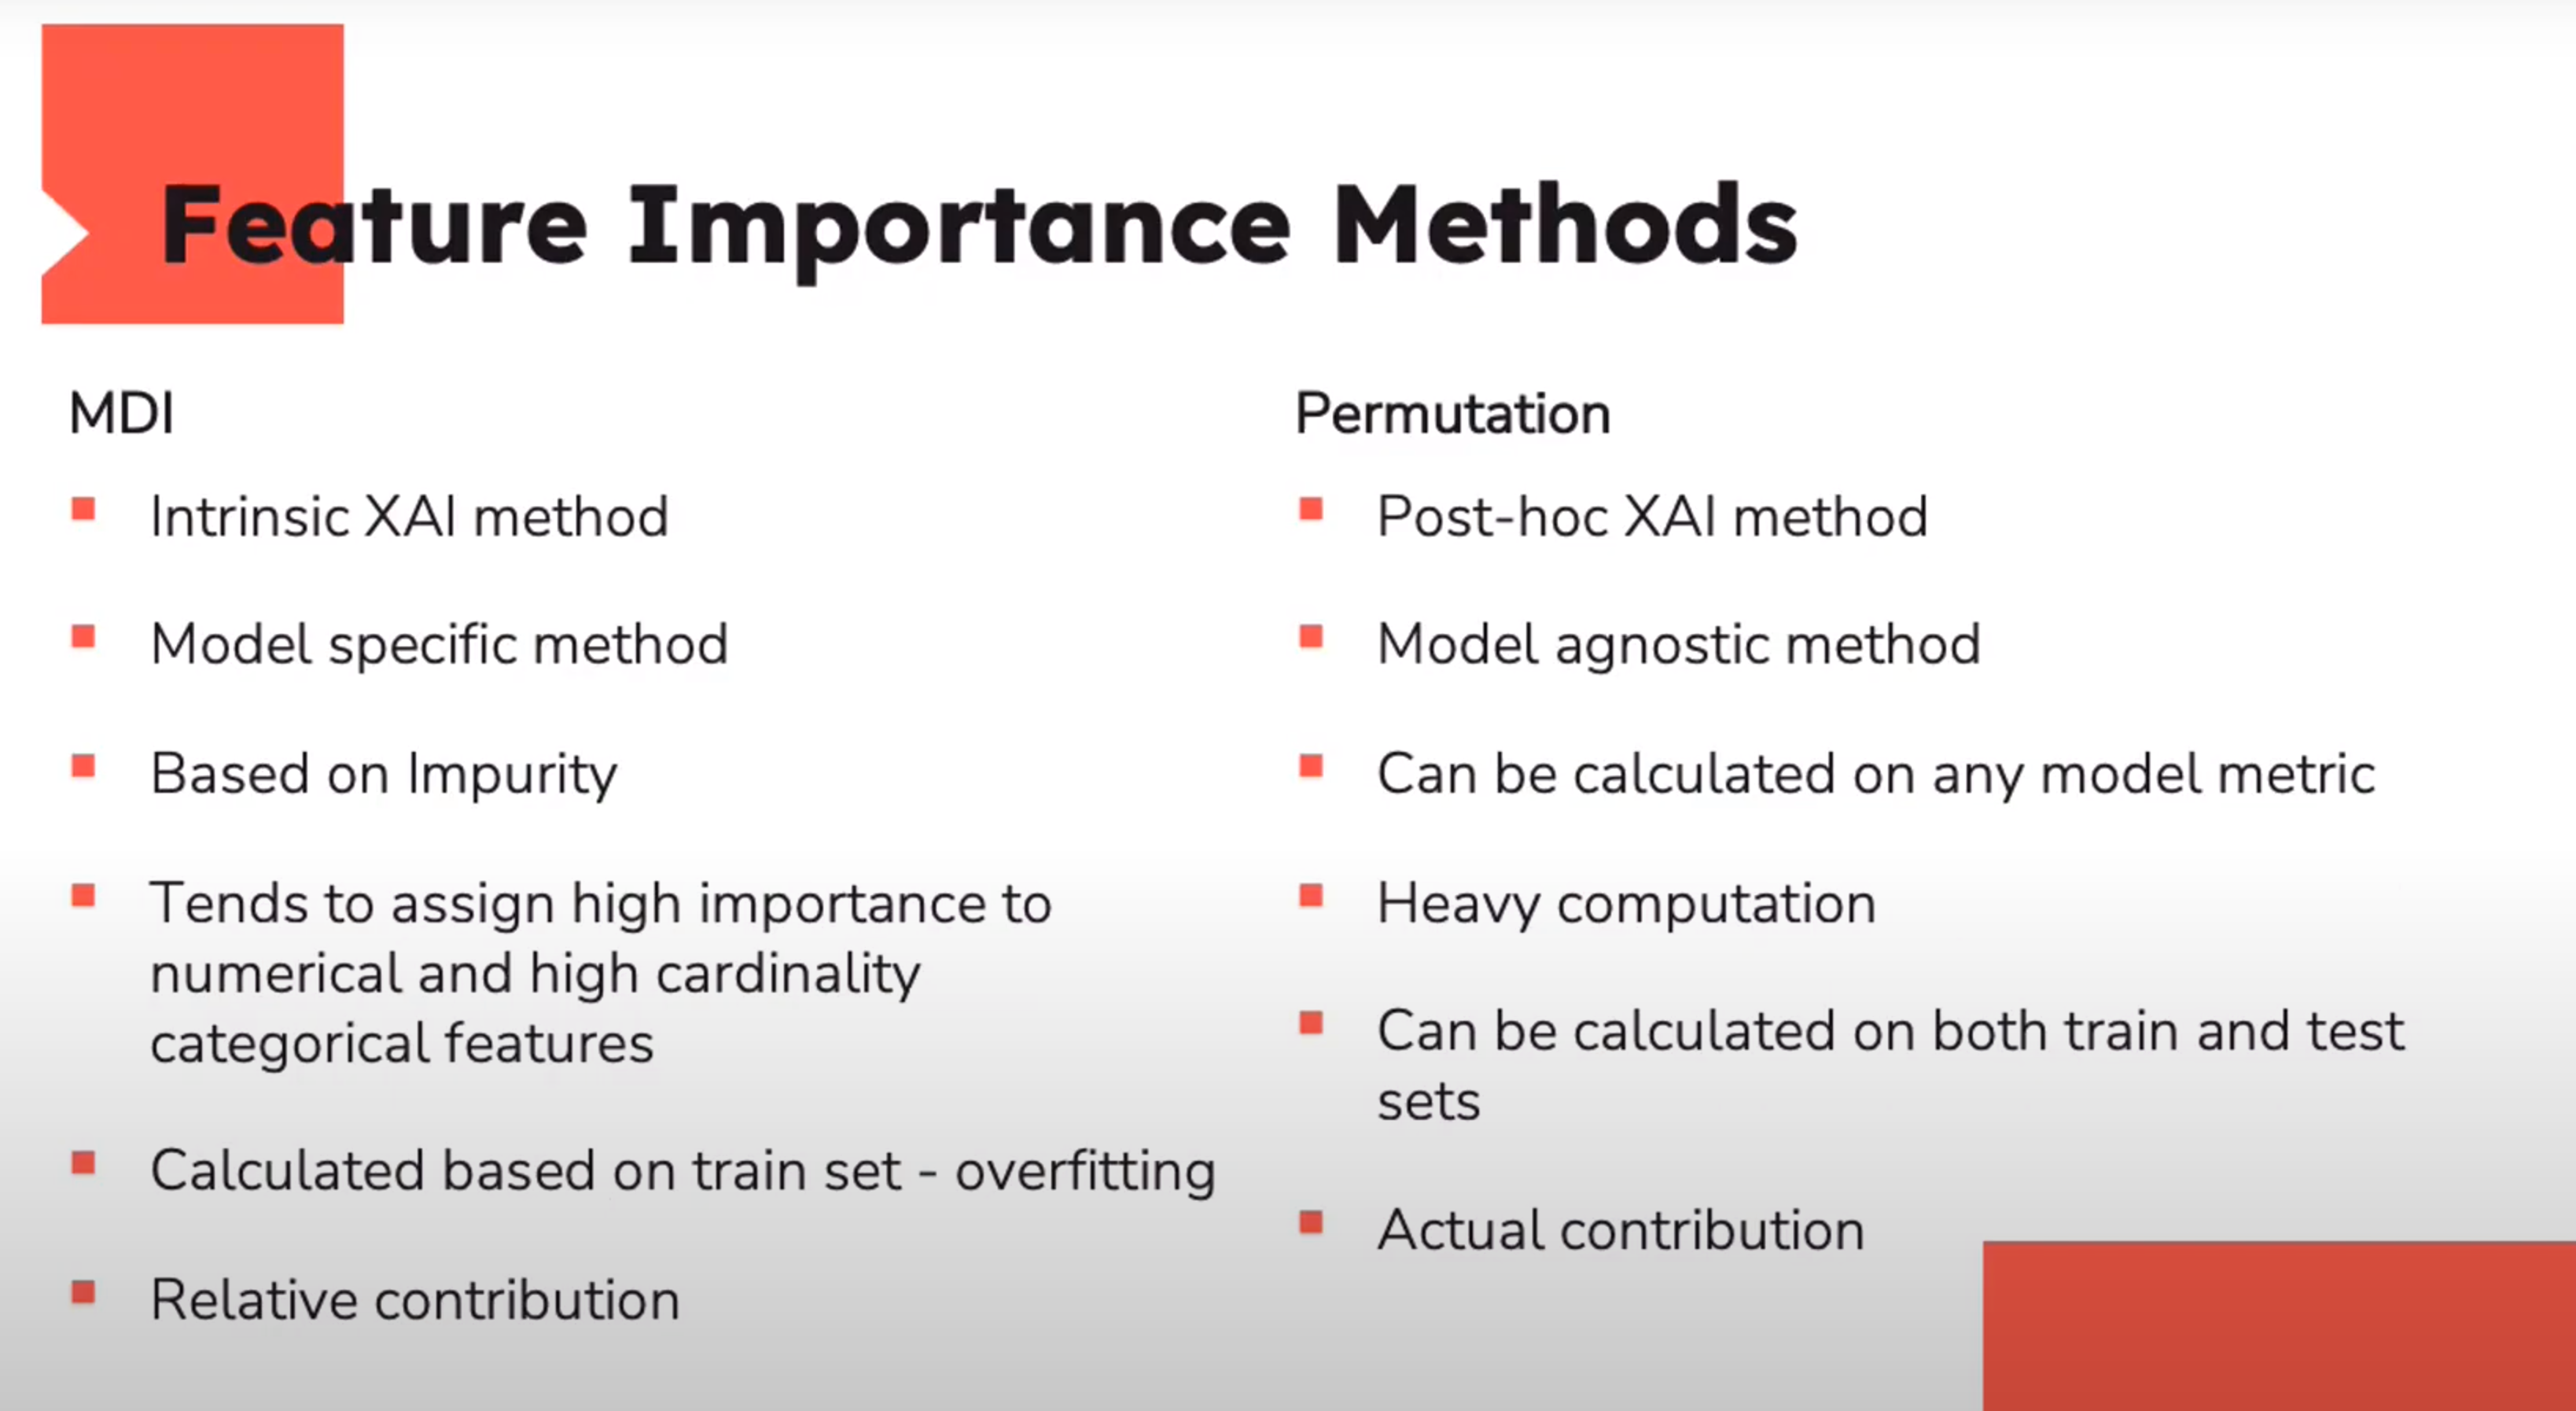 Feature Importance Methods
MDI
Intrinsic XAI method
Model specific method
Based on Impurity
Tends to assign high importance to
numerical and high cardinality
categorical features
Calculated based on train set - overfitting
Relative contribution
Permutation
Post-hoc XAI method
Model agnostic method
Can be calculated on any model metric
Heavy computation
Can be calculated on both train and test
sets
Actual contribution